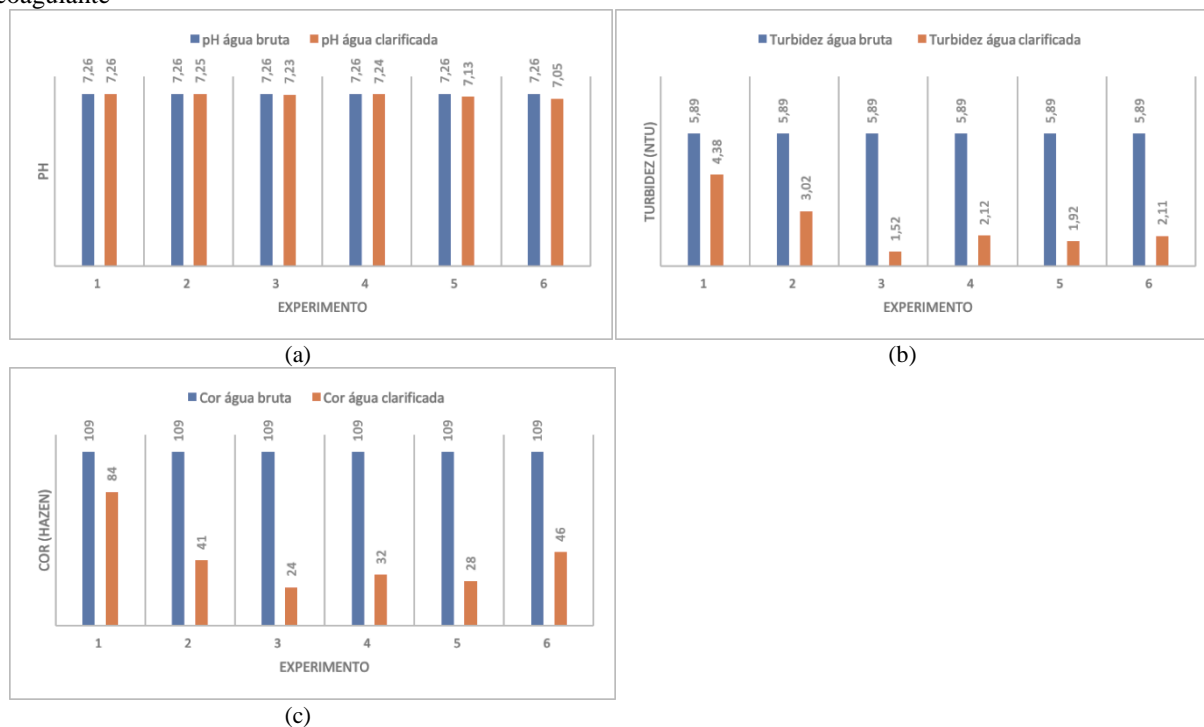 coagulante
pH água bruta pH água clarificada
7,26 7,26 7,26 7,25 7,26 7,23 7,26 7,24 7,26 7,13 7,26 7,05
PH
1 2 3 4 5 6
EXPERIMENTO
(a)
Turbidez água bruta Turbidez água clarificada
5,89 4,38 5,89 3,02 5,89 1,52 5,89 2,12 5,89 1,92 5,89 2,11
TURBIDEZ (NTU)
1 2 3 4 5 6
EXPERIMENTO
(b)
Cor água bruta Cor água clarificada
109 84 109 41 109 24 109 32 109 28 109 46
COR (HAZEN)
1 2 3 4 5 6
EXPERIMENTO
(c)